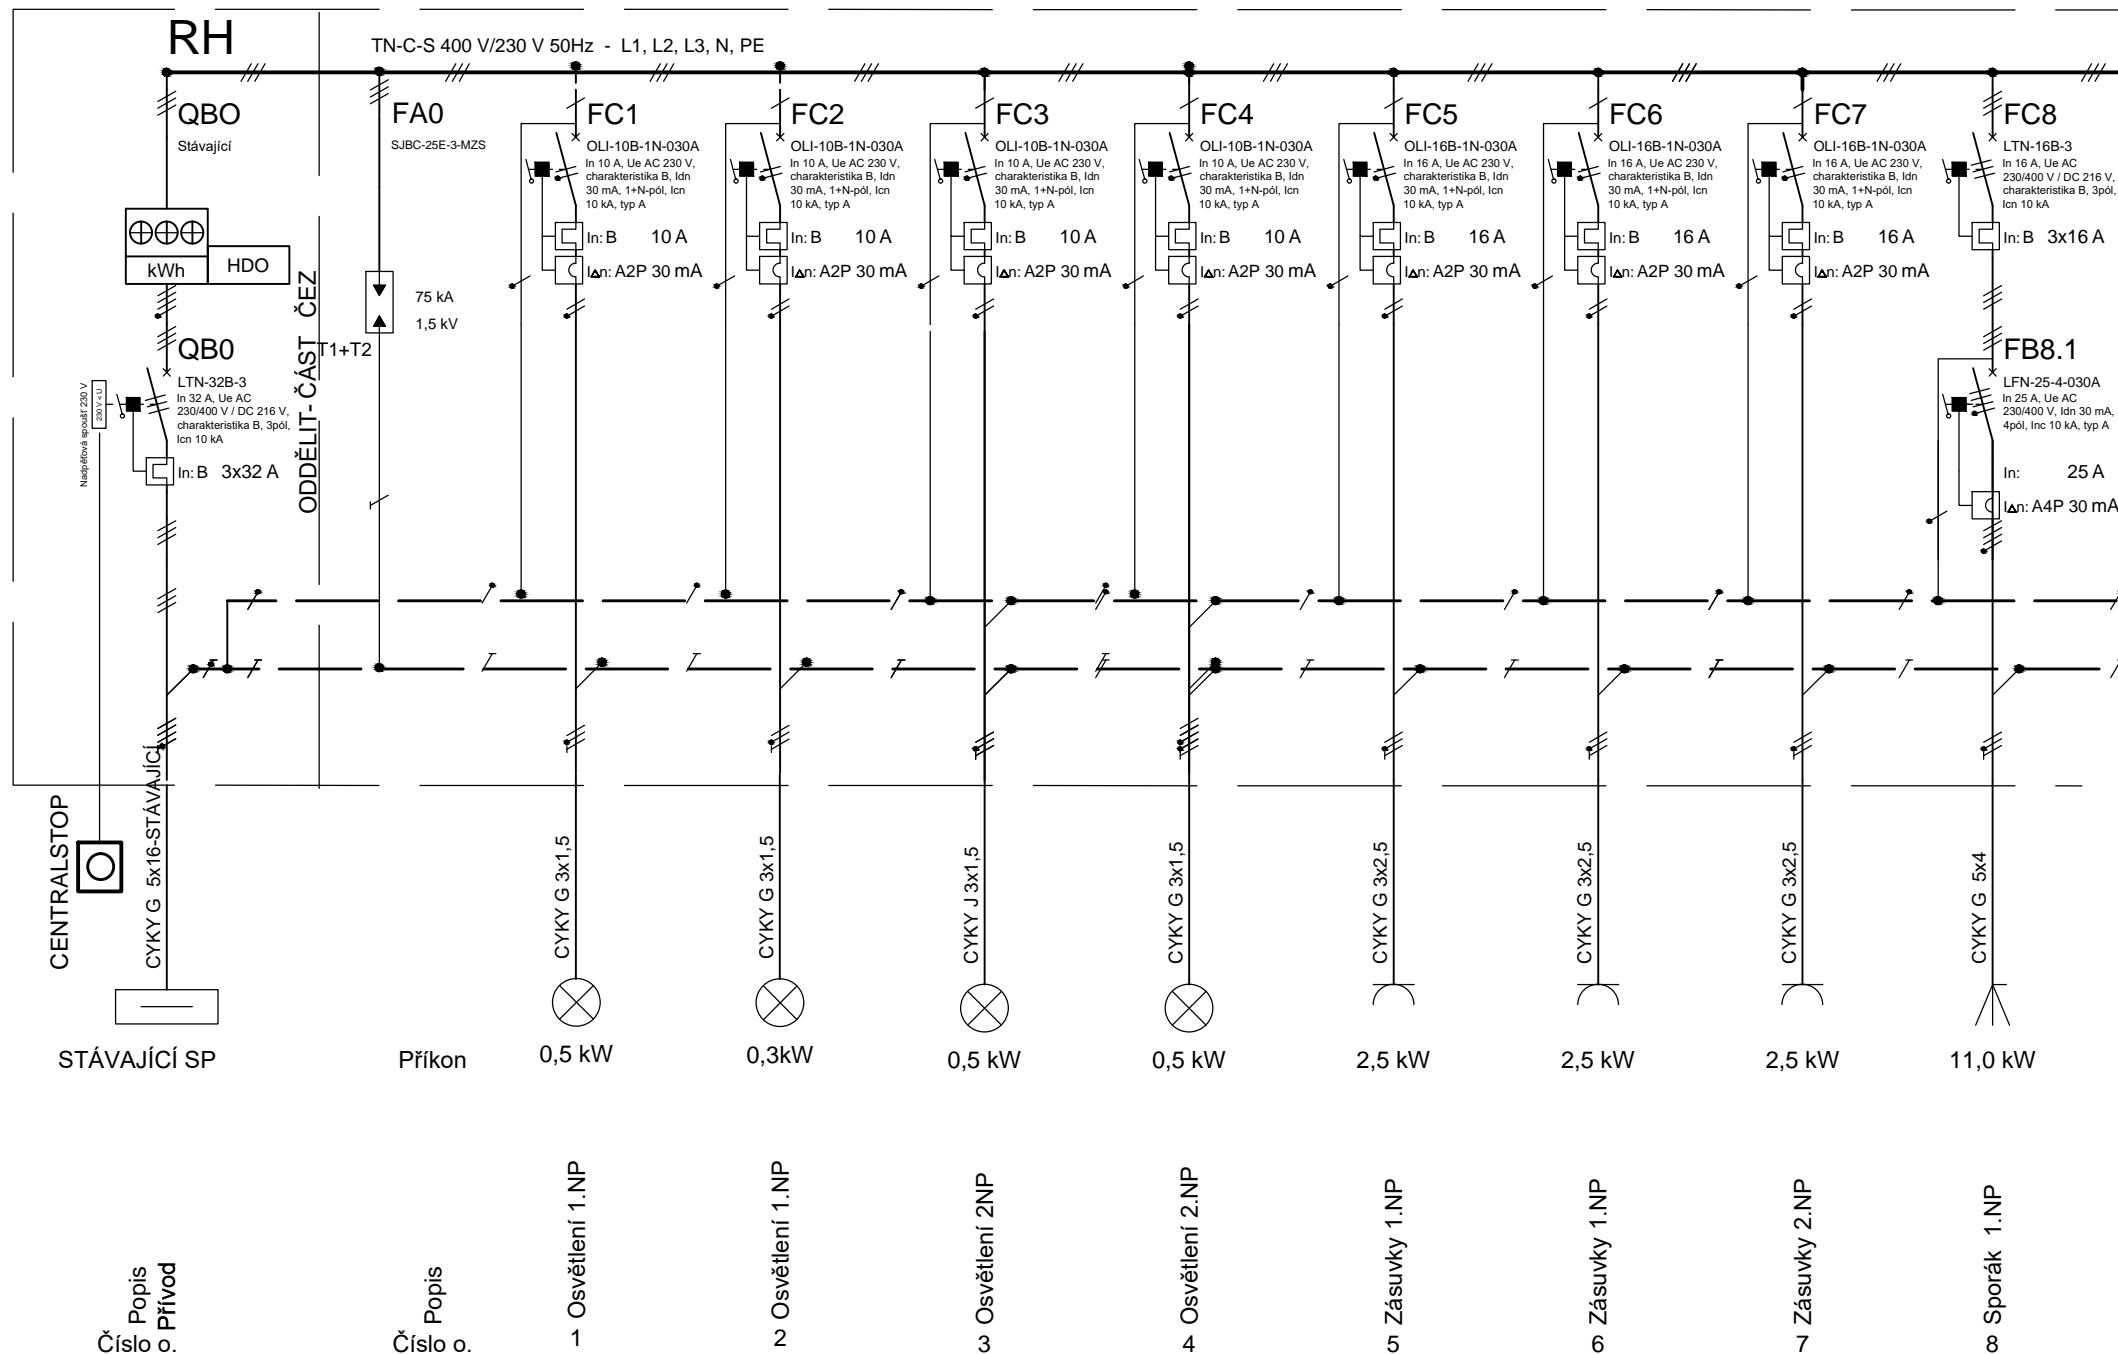 RH
TN-C-S 400 V/230 V 50Hz - L1, L2, L3, N, PE
QBO
Stávající
kWh
HDO
QB0
LTN-32B-3
In 32 A, Ue AC
230/400 V / DC 216 V,
charakteristika B, 3pól,
Icn 10 kA
In: B 3x32 A
Nadpěťová spoušť 230 V
230 V < U
ODDĚLIT- ČÁST ČEZ
FA0
SJBC-25E-3-MZS
75 kA
1,5 kV
T1+T2
FC1
OLI-10B-1N-030A
In 10 A, Ue AC 230 V,
charakteristika B, Idn
30 mA, 1+N-pól, Icn
10 kA, typ A
In: B 10 A
I∆n: A2P 30 mA
FC2
OLI-10B-1N-030A
In 10 A, Ue AC 230 V,
charakteristika B, Idn
30 mA, 1+N-pól, Icn
10 kA, typ A
In: B 10 A
I∆n: A2P 30 mA
FC3
OLI-10B-1N-030A
In 10 A, Ue AC 230 V,
charakteristika B, Idn
30 mA, 1+N-pól, Icn
10 kA, typ A
In: B 10 A
I∆n: A2P 30 mA
FC4
OLI-10B-1N-030A
In 10 A, Ue AC 230 V,
charakteristika B, Idn
30 mA, 1+N-pól, Icn
10 kA, typ A
In: B 10 A
I∆n: A2P 30 mA
FC5
OLI-16B-1N-030A
In 16 A, Ue AC 230 V,
charakteristika B, Idn
30 mA, 1+N-pól, Icn
10 kA, typ A
In: B 16 A
I∆n: A2P 30 mA
FC6
OLI-16B-1N-030A
In 16 A, Ue AC 230 V,
charakteristika B, Idn
30 mA, 1+N-pól, Icn
10 kA, typ A
In: B 16 A
I∆n: A2P 30 mA
FC7
OLI-16B-1N-030A
In 16 A, Ue AC 230 V,
charakteristika B, Idn
30 mA, 1+N-pól, Icn
10 kA, typ A
In: B 16 A
I∆n: A2P 30 mA
FC8
LTN-16B-3
In 16 A, Ue AC
230/400 V / DC 216 V,
charakteristika B, 3pól,
Icn 10 kA
In: B 3x16 A
FB8.1
LFN-25-4-030A
In 25 A, Ue AC
230/400 V, Idn 30 mA,
4pól, Inc 10 kA, typ A
In: 25 A
I∆n: A4P 30 mA
CENTRALSTOP
CYKY G 5x16-STÁVAJÍCÍ
CYKY G 3x1,5
CYKY G 3x1,5
CYKY J 3x1,5
CYKY G 3x1,5
CYKY G 3x2,5
CYKY G 3x2,5
CYKY G 3x2,5
CYKY G 5x4
STÁVAJÍCÍ SP
Příkon
0,5 kW
0,3kW
0,5 kW
0,5 kW
2,5 kW
2,5 kW
2,5 kW
11,0 kW
Popis
Přívod
Popis
Osvětlení 1.NP
Osvětlení 1.NP
Osvětlení 2NP
Osvětlení 2.NP
Zásuvky 1.NP
Zásuvky 1.NP
Zásuvky 2.NP
Sporák 1.NP
Číslo o.
Číslo o.
1
2
3
4
5
6
7
8